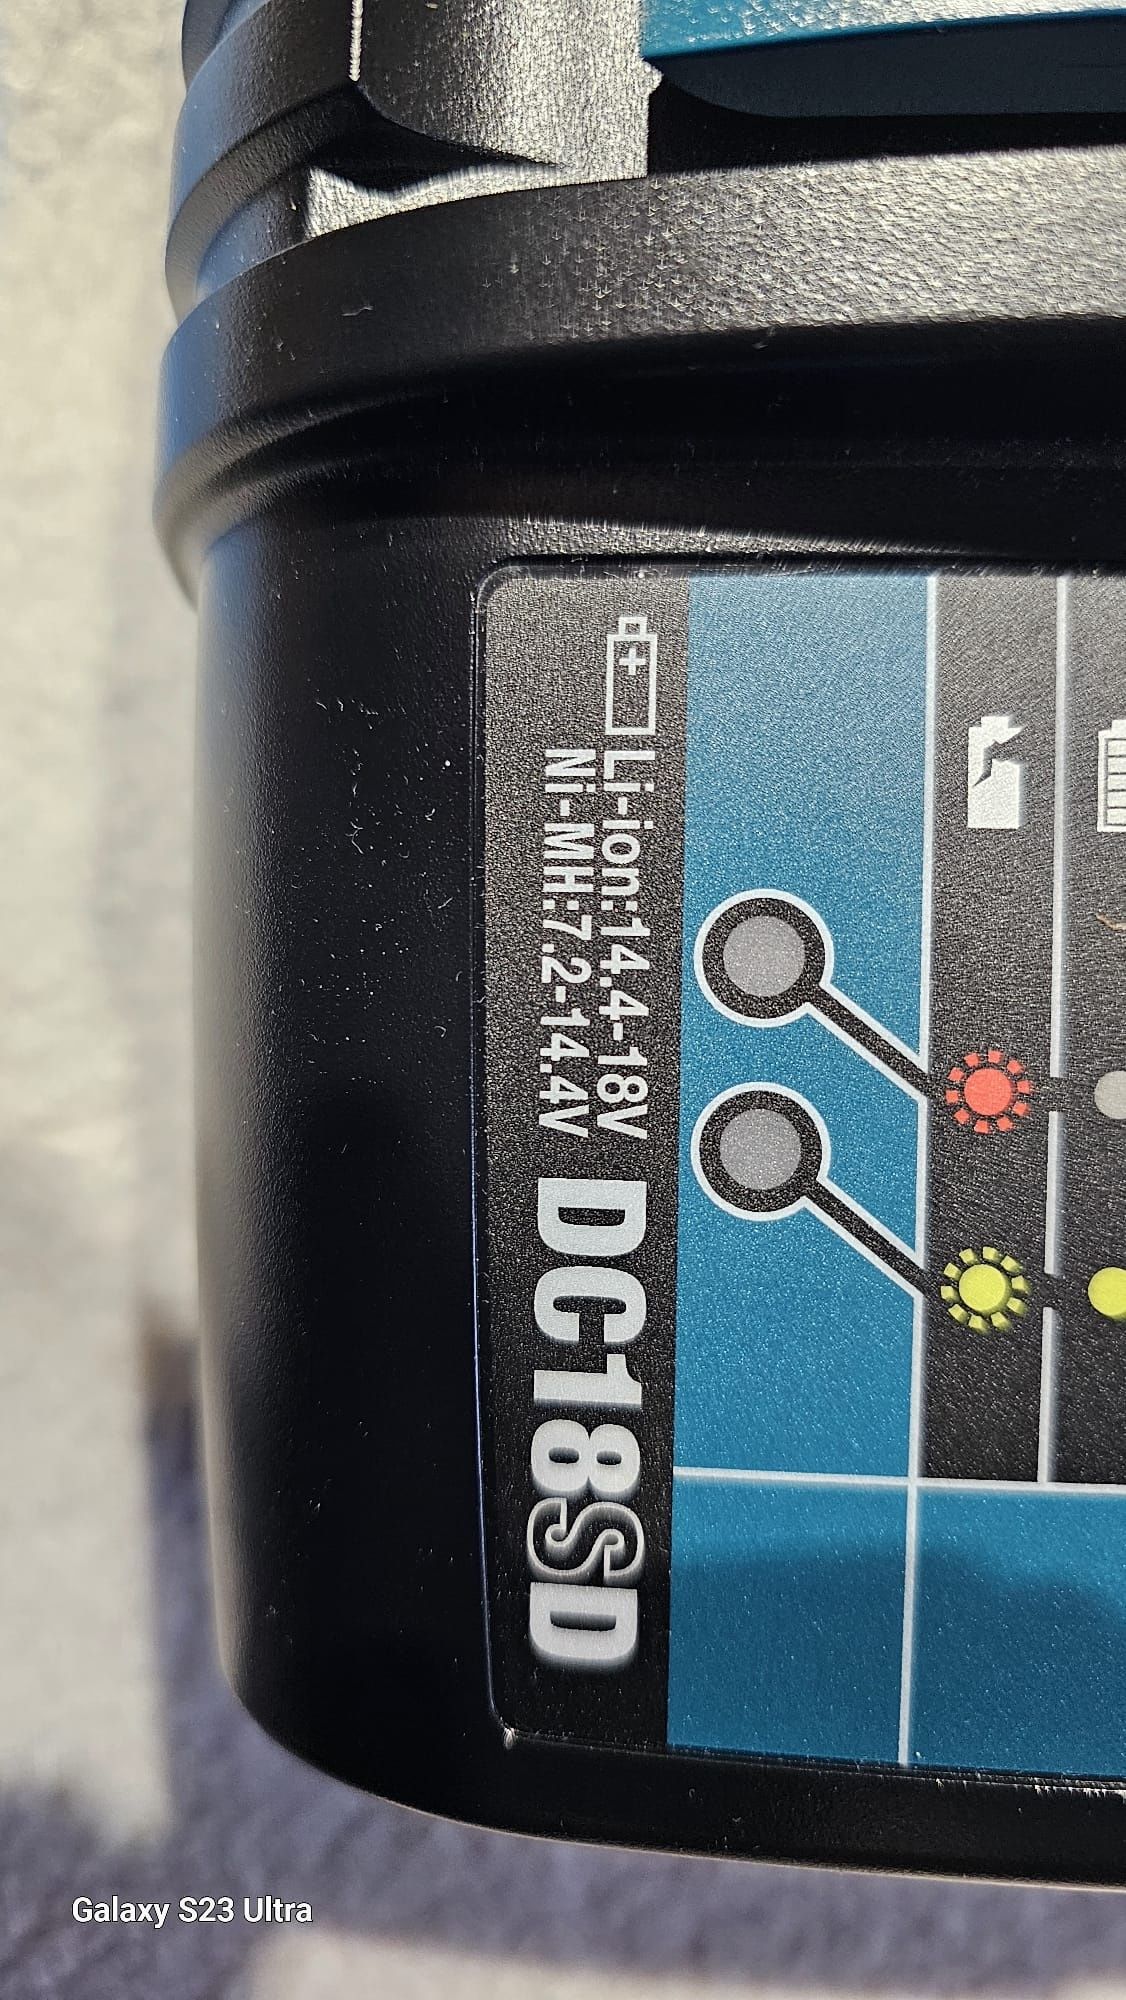 Li-ion:14.4-18V
Ni-MH:7.2-14.4V
DC18SD
Galaxy S23 Ultra